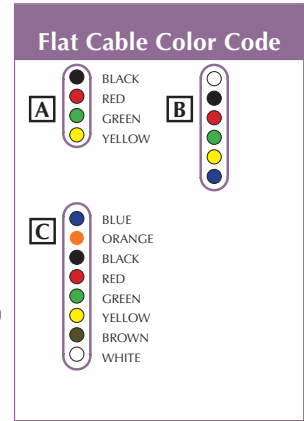 Flat Cable Color Code
A
BLACK
RED
GREEN
YELLOW
B
C
BLUE
ORANGE
BLACK
RED
GREEN
YELLOW
BROWN
WHITE